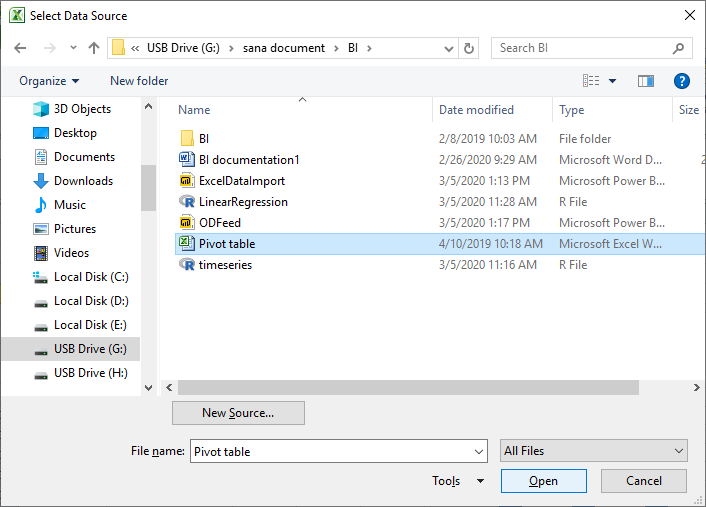 Select Data Source
« USB Drive (G:) › sana document › BI ›
Search BI
Organize
New folder
?
3D Objects
Desktop
Documents
Downloads
Music
Pictures
Videos
Local Disk (C:)
Local Disk (D:)
Local Disk (E:)
USB Drive (G:)
USB Drive (H:)
Name Date modified Type Size
BI 2/8/2019 10:03 AM File folder
BI documentation1 2/26/2020 9:29 AM Microsoft Word D... 2
ExcelDataImport 3/5/2020 1:13 PM Microsoft Power B...
LinearRegression 3/5/2020 11:28 AM R File
ODFeed 3/5/2020 1:17 PM Microsoft Power B...
Pivot table 4/10/2019 10:18 AM Microsoft Excel W...
timeseries 3/5/2020 11:16 AM R File
New Source...
File name: Pivot table All Files
Tools Open Cancel